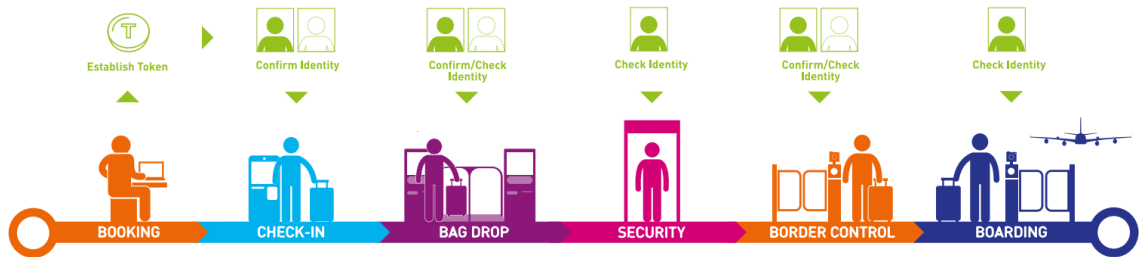 T
Establish Token
Confirm Identity
Confirm/Check
Identity
Check Identity
Confirm/Check
Identity
Check Identity
BOOKING
CHECK-IN
BAG DROP
SECURITY
BORDER CONTROL
BOARDING